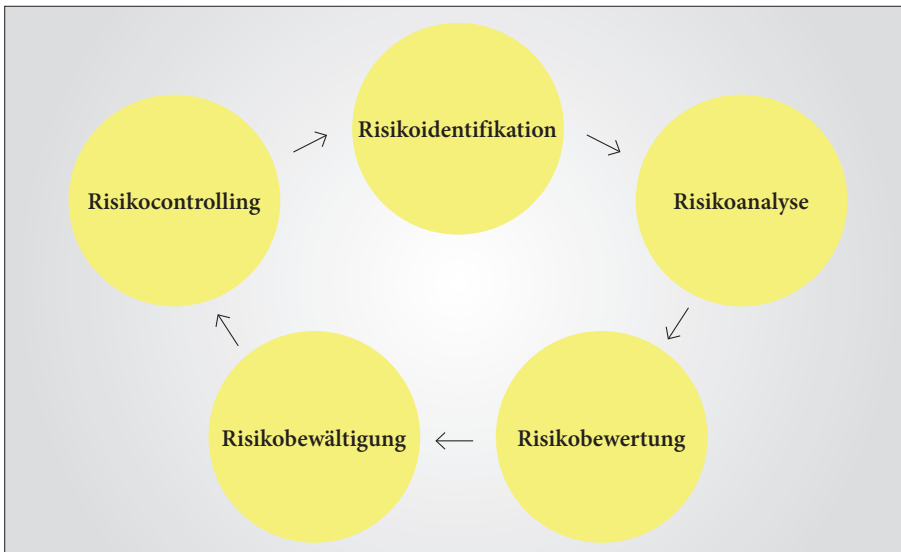 Risikoidentifikation
Risikocontrolling
Risikoanalyse
Risikobewältigung
Risikobewertung